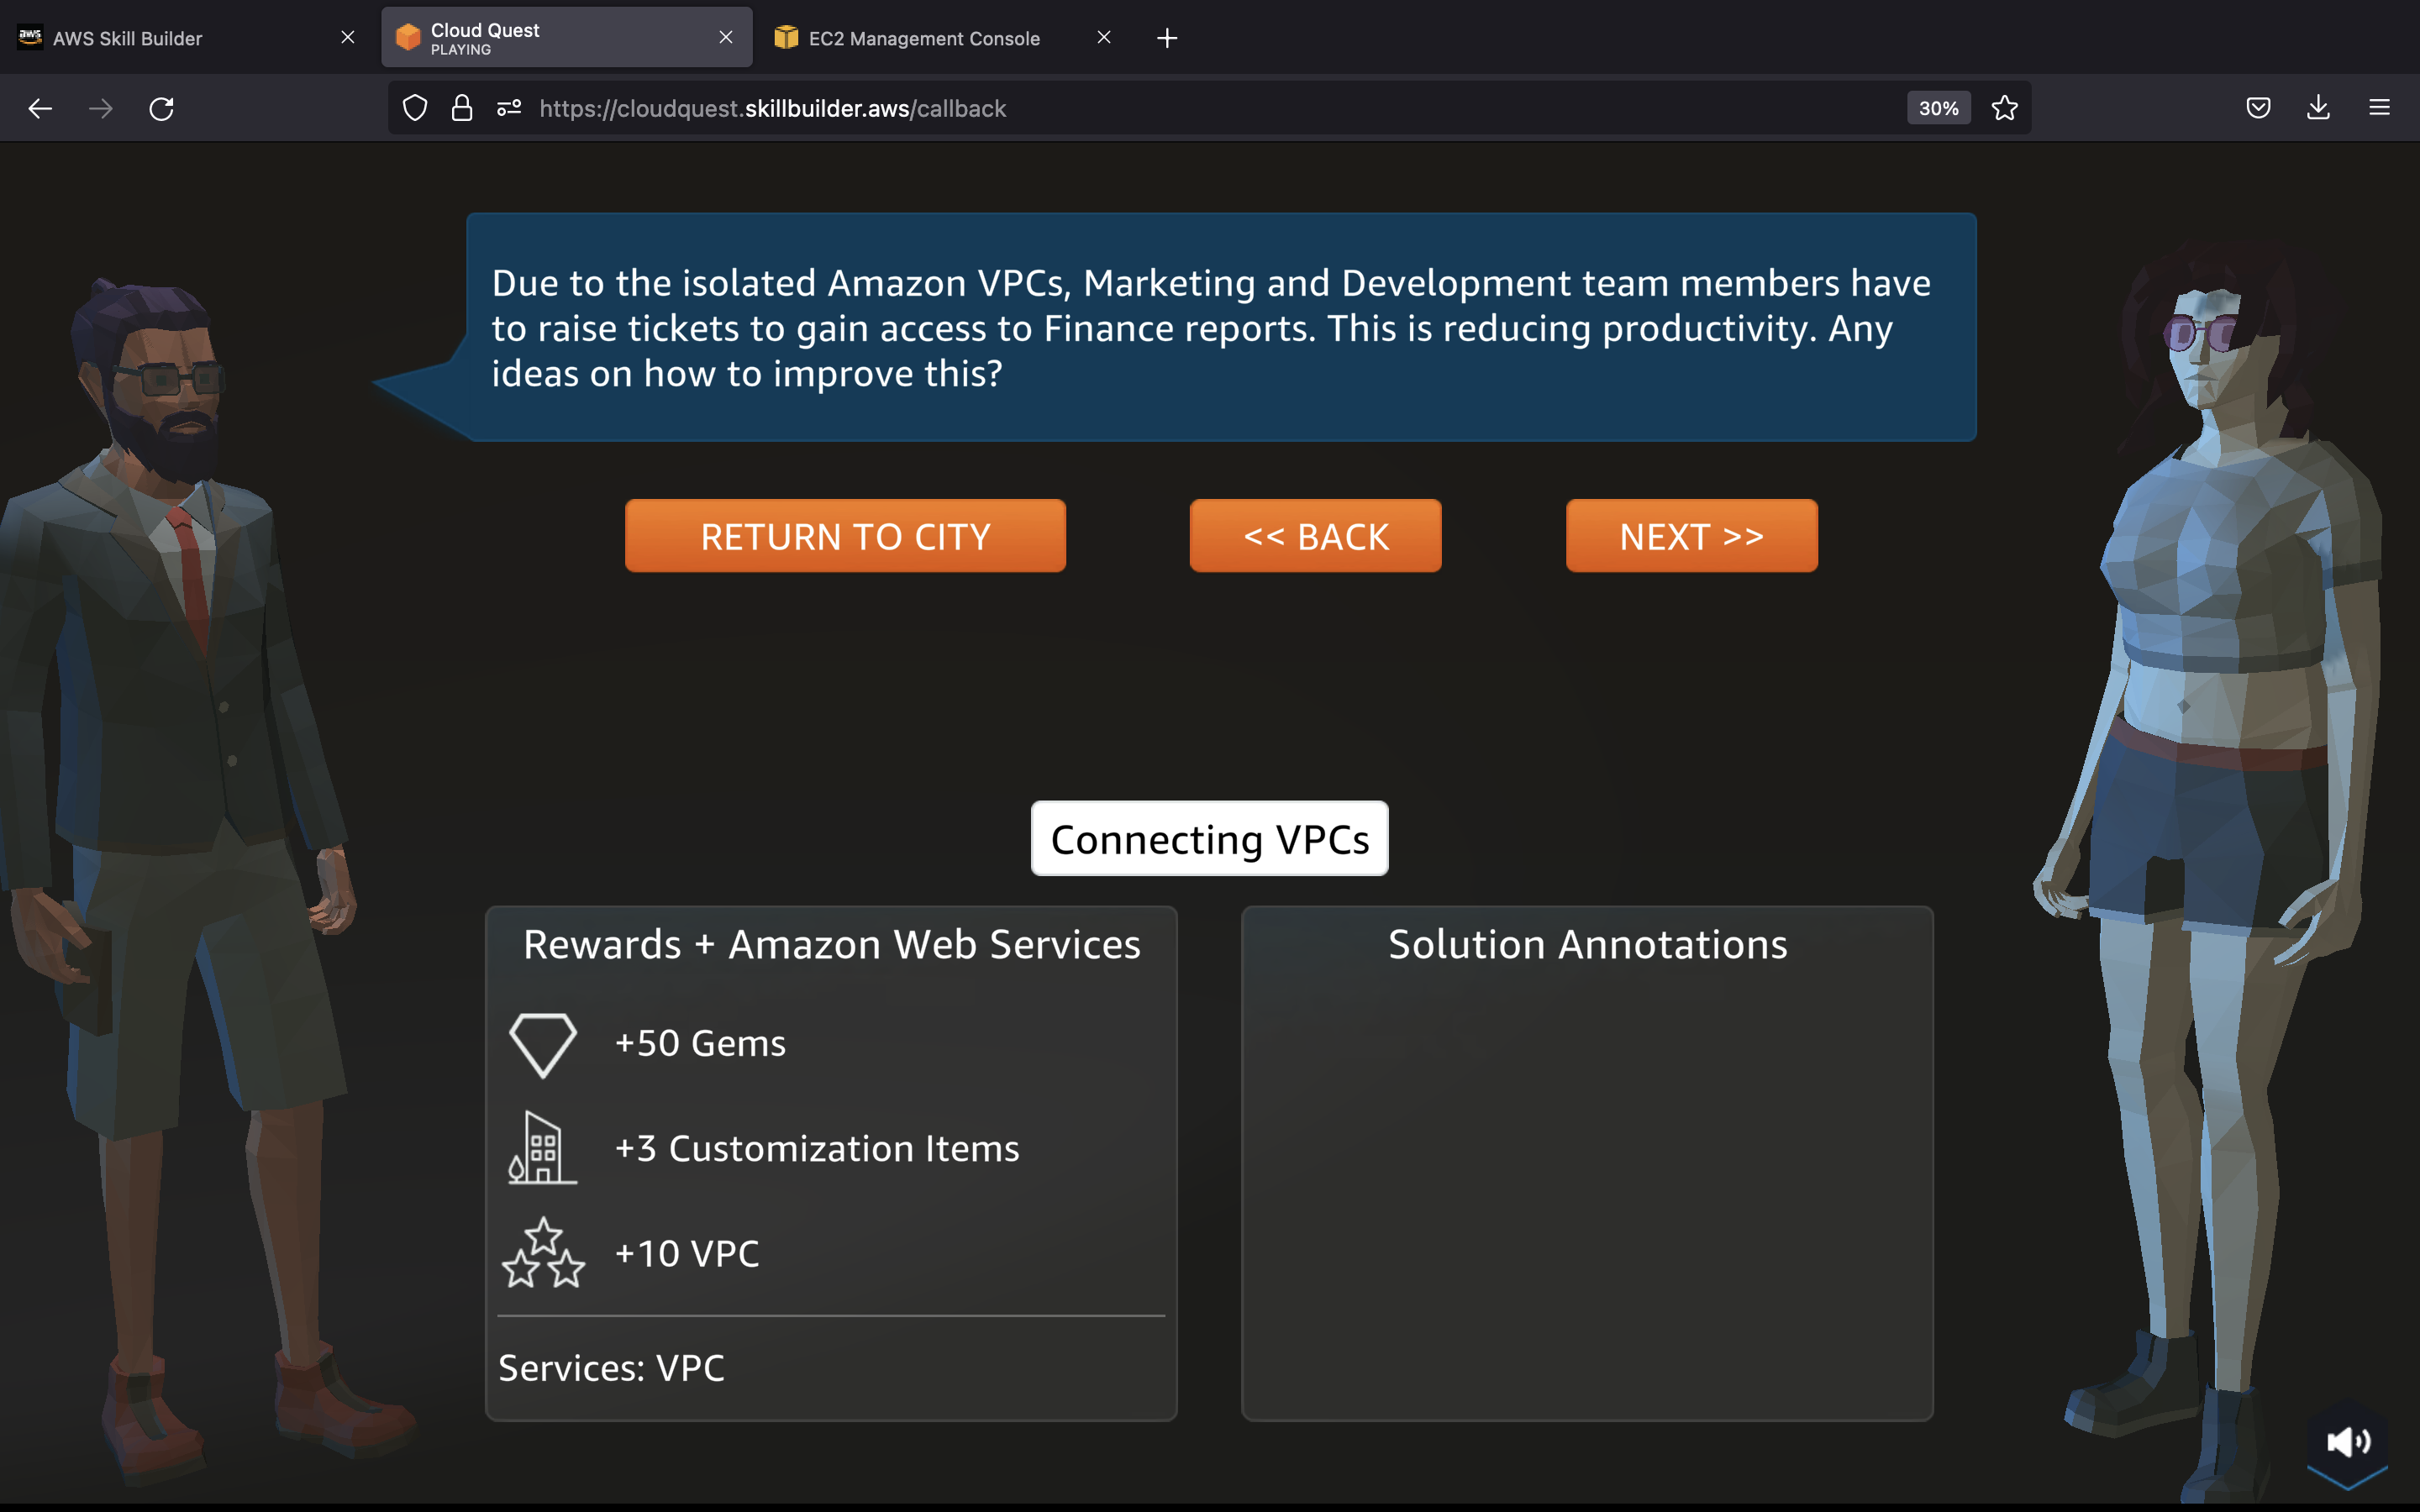 aws
AWS Skill Builder
Cloud Quest
PLAYING
EC2 Management Console
https://cloudquest.skillbuilder.aws/callback
30%
Due to the isolated Amazon VPCs, Marketing and Development team members have
to raise tickets to gain access to Finance reports. This is reducing productivity. Any
ideas on how to improve this?
RETURN TO CITY
<< BACK
NEXT >>
Connecting VPCs
Rewards + Amazon Web Services
+50 Gems
+3 Customization Items
+10 VPC
Services: VPC
Solution Annotations